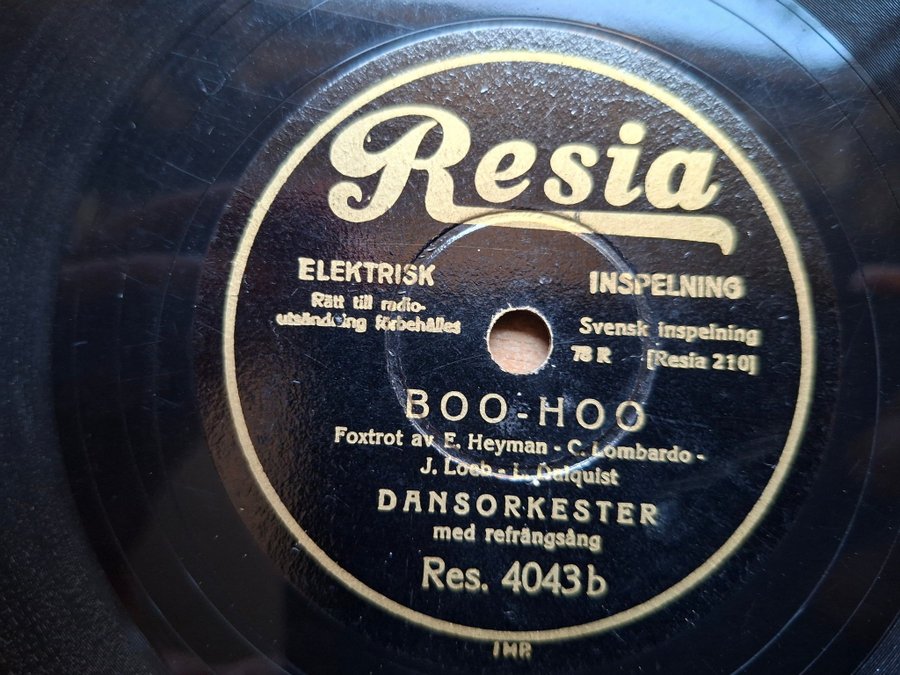 Resia
ELEKTRISK
INSPELNING
Rätt till radio-
utsändning förbehålles
Svensk inspelning
78 R [Resia 210]
BOO-HOO
Foxtrot av E. Heyman - C. Lombardo -
J. Loeb - Dalquist
DANSORKESTER
med refrängsång
Res. 4043 b